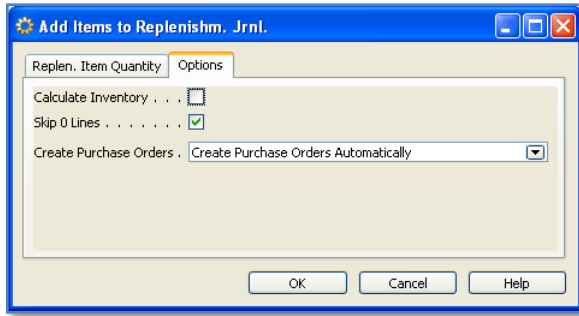 Add Items to Replenishm. Jrnl.
Replen. Item Quantity Options
Calculate Inventory . . .
Skip 0 Lines . . . . . . .
Create Purchase Orders . Create Purchase Orders Automatically
OK Cancel Help